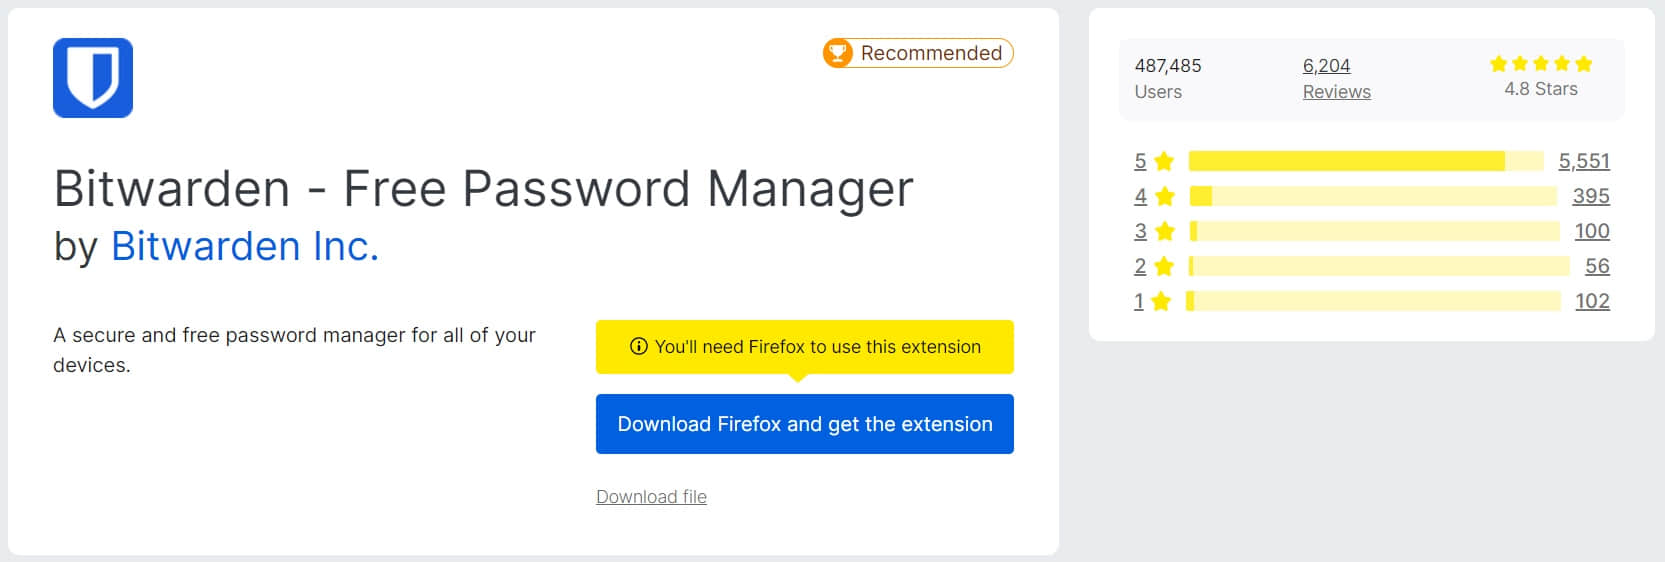 Recommended
Bitwarden - Free Password Manager
by Bitwarden Inc.
A secure and free password manager for all of your
devices.
You'll need Firefox to use this extension
Download Firefox and get the extension
Download file
487,485
Users
6,204
Reviews
4.8 Stars
5 5,551
4 395
3 100
2 56
1 102